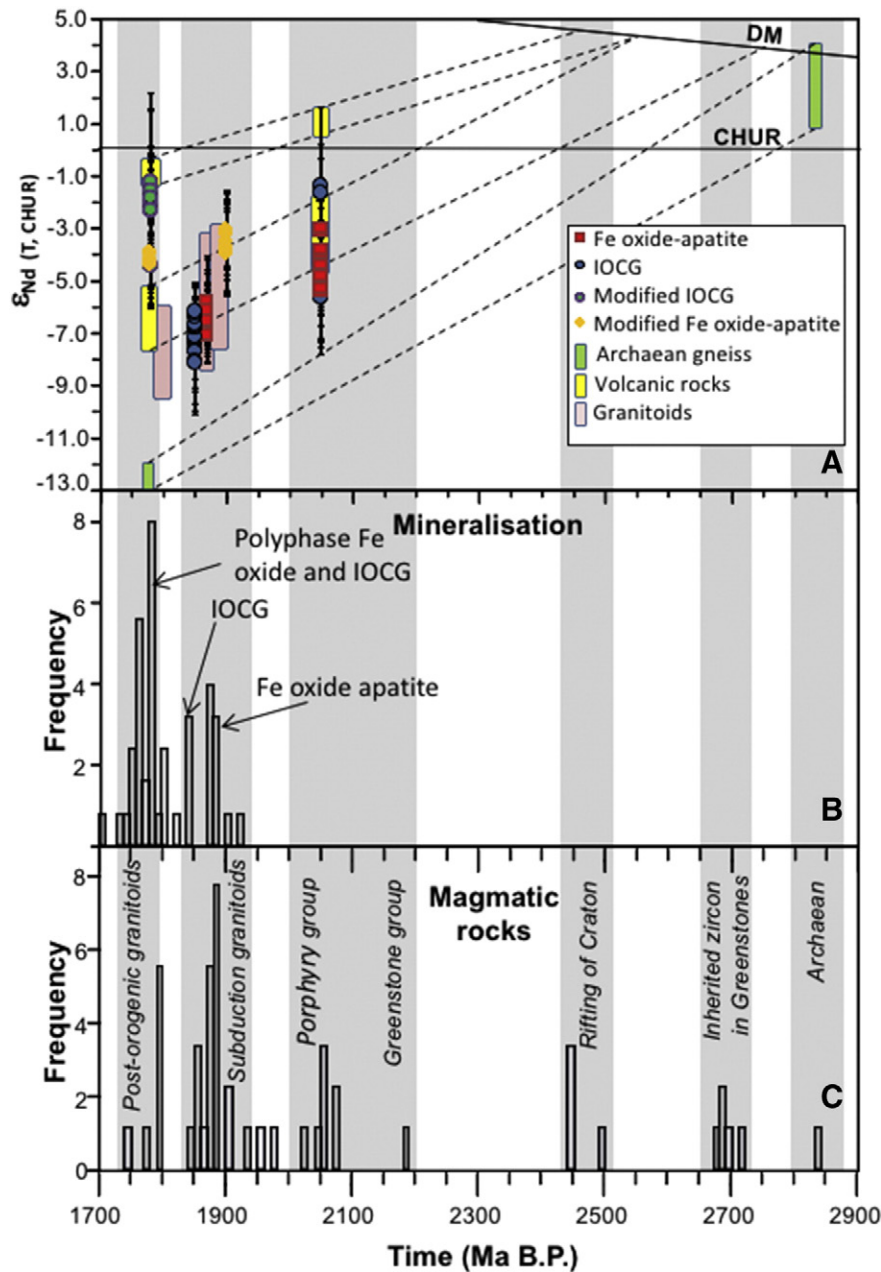 5.0
3.0
1.0
-1.0
-3.0
-5.0
-7.0
-9.0
-11.0
-13.0
εNd (T, CHUR)
DM
CHUR
Fe oxide-apatite
IOCG
Modified IOCG
Modified Fe oxide-apatite
Archaean gneiss
Volcanic rocks
Granitoids
A
8
6
4
2
Frequency
Mineralisation
Polyphase Fe
oxide and IOCG
IOCG
Fe oxide apatite
B
8
6
4
2
0
Frequency
Magmatic
rocks
Post-orogenic granitoids
Subduction granitoids
Porphyry group
Greenstone group
Rifting of Craton
Inherited zircon
in Greenstones
Archaean
C
1700 1900 2100 2300 2500 2700 2900
Time (Ma B.P.)